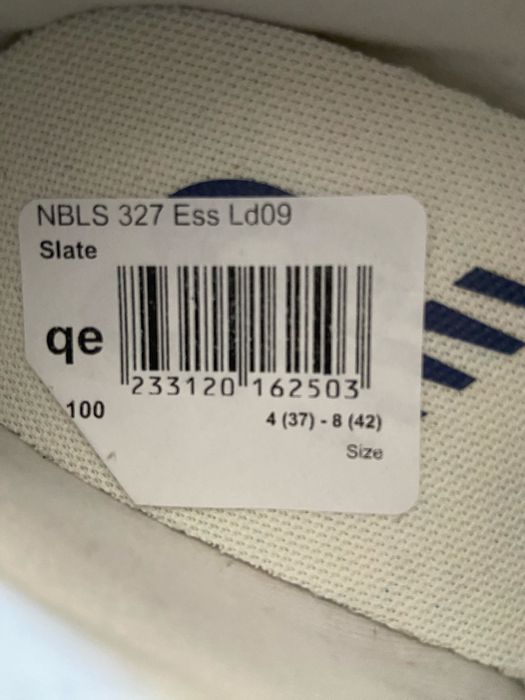 NBLS 327 Ess Ld09
Slate
qe
233120 162503
100
4 (37) - 8 (42)
Size